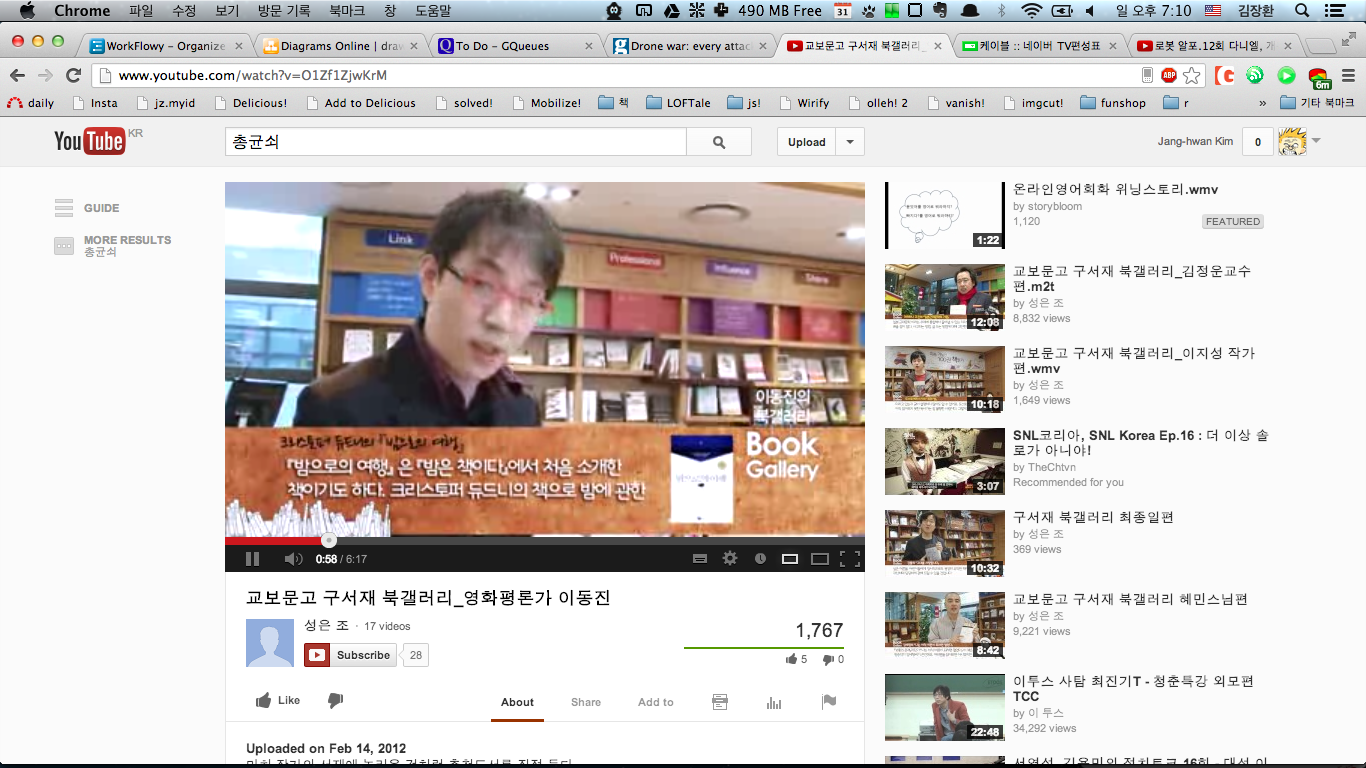 Chrome 파일 수정 보기 방문 기록 북마크 창 도움말 490 MB Free 31 일 오후 7:10 김장환
WorkFlowy – Organize
Diagrams Online | draw
To Do – GQueues
Drone war: every attac
교보문고 구서재 북갤러리_
케이블 :: 네이버 TV편성표
로봇 알포.12회 다니엘, 개
www.youtube.com/watch?v=O1Zf1ZjwKrM
ABP
6m
daily Insta jz.myid Delicious! Add to Delicious solved! Mobilize! 책 LOFTale js! Wirify olleh! 2 vanish! imgcut! funshop r » 기타 북마크
YouTube KR
총균쇠
Upload
Jang-hwan Kim 0
GUIDE
MORE RESULTS
총균쇠
Link Professional Influence Share
이동진의
북갤러리
Book
Gallery
크리스토퍼 듀드니의 『밤으로의 여행』
『밤으로의 여행』은 『밤은 책이다』에서 처음 소개한
책이기도 하다. 크리스토퍼 듀드니의 책으로 밤에 관한
0:58 / 6:17
교보문고 구서재 북갤러리_영화평론가 이동진
성은 조 · 17 videos
Subscribe 28
1,767
5 0
Like
About Share Add to
Uploaded on Feb 14, 2012
온라인영어회화 위닝스토리.wmv
by storybloom
1,120
FEATURED
1:22
교보문고 구서재 북갤러리_김정운교수
편.m2t
by 성은 조
8,832 views
12:08
교보문고 구서재 북갤러리_이지성 작가
편.wmv
by 성은 조
1,649 views
10:18
SNL코리아, SNL Korea Ep.16 : 더 이상 솔
로가 아니야!
by TheChtvn
Recommended for you
3:07
구서재 북갤러리 최종일편
by 성은 조
369 views
10:32
교보문고 구서재 북갤러리 혜민스님편
by 성은 조
9,221 views
8:42
이투스 사탐 최진기T - 청춘특강 외모편
TCC
by 이 투스
34,292 views
22:48